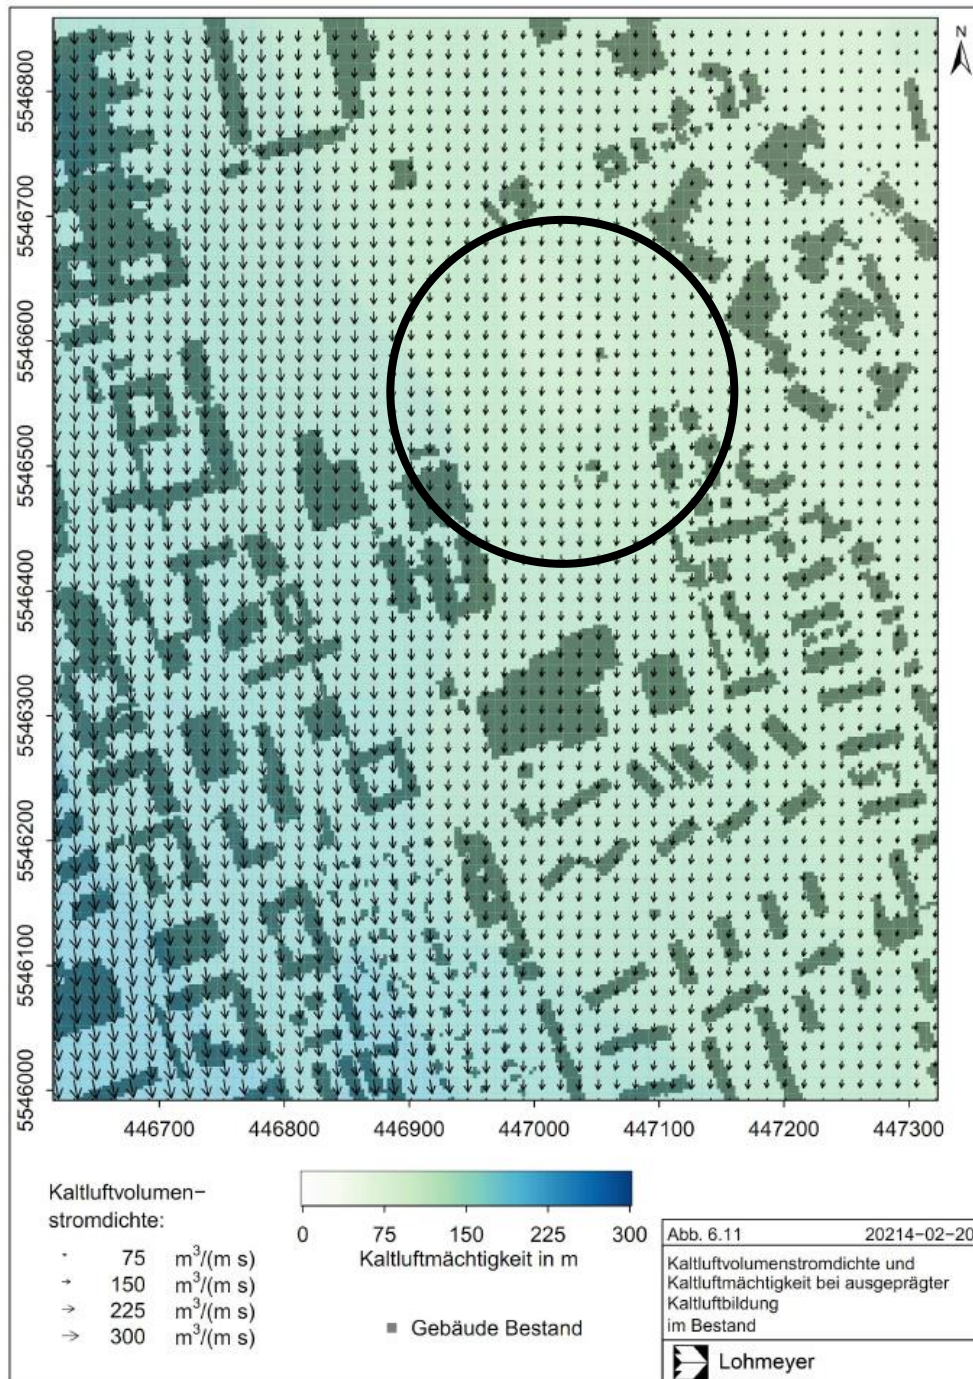 N
5546800
5546700
5546600
5546500
5546400
5546300
5546200
5546100
5546000
446700 446800 446900 447000 447100 447200 447300
Kaltluftvolumen-
stromdichte:
75 m³/(m s)
150 m³/(m s)
225 m³/(m s)
300 m³/(m s)
0 75 150 225 300
Kaltluftmächtigkeit in m
Gebäude Bestand
Abb. 6.11 20214-02-20
Kaltluftvolumenstromdichte und
Kaltluftmächtigkeit bei ausgeprägter
Kaltluftbildung
im Bestand
Lohmeyer